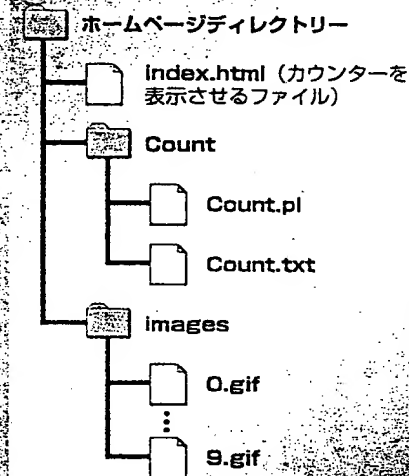 ホームページディレクトリー
index.html（カウンターを
表示させるファイル）
Count
Count.pl
Count.txt
images
0.gif
9.gif